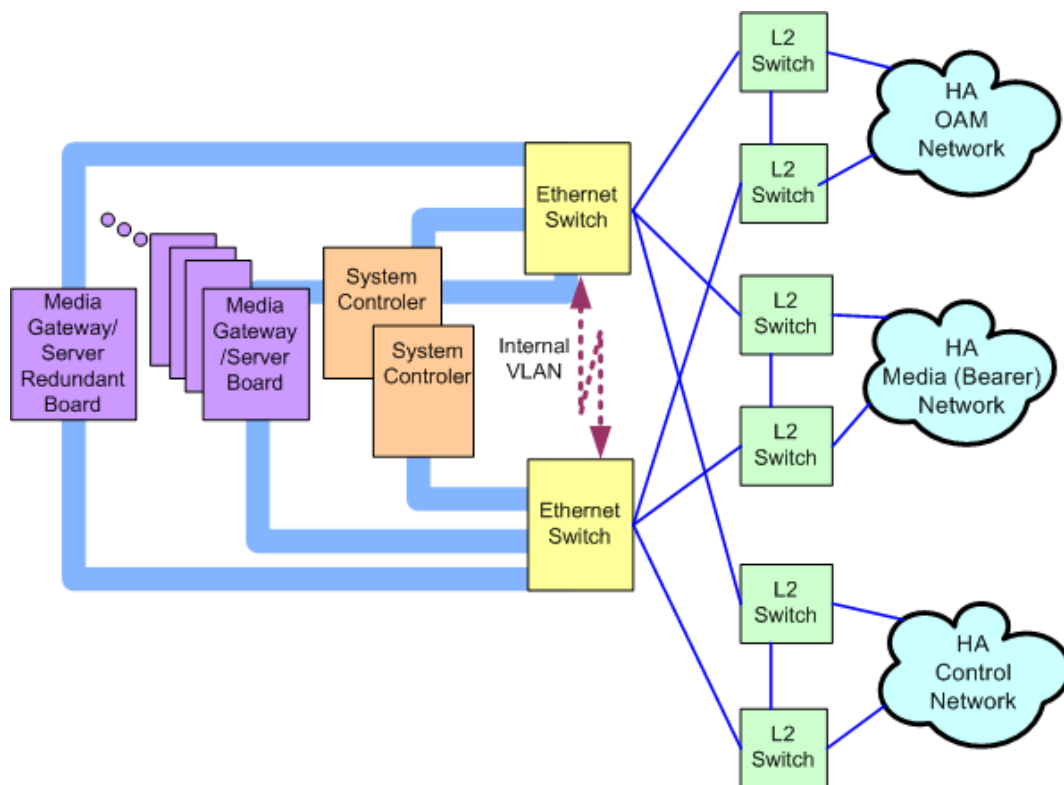 Media
Gateway/
Server
Redundant
Board
Media
Gateway
/Server
Board
System
Controler
System
Controler
Ethernet
Switch
Internal
VLAN
Ethernet
Switch
L2
Switch
L2
Switch
HA
OAM
Network
L2
Switch
L2
Switch
HA
Media (Bearer)
Network
L2
Switch
L2
Switch
HA
Control
Network